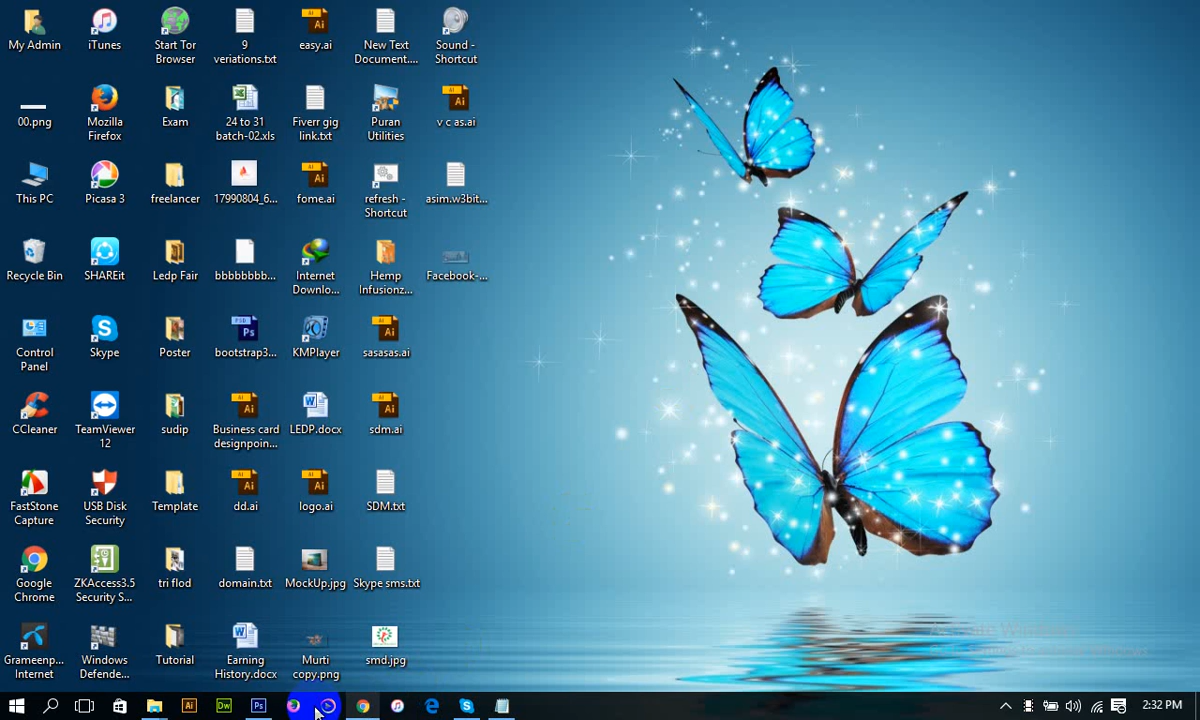 My Admin
iTunes
Start Tor
Browser
9
veriations.txt
easy.ai
New Text
Document....
Sound -
Shortcut
00.png
Mozilla
Firefox
Exam
24 to 31
batch-02.xls
Fiverr gig
link.txt
Puran
Utilities
v c as.ai
This PC
Picasa 3
freelancer
17990804_6...
fome.ai
refresh -
Shortcut
asim.w3bit...
Recycle Bin
SHAREit
Ledp Fair
bbbbbbbb...
Internet
Downlo...
Hemp
Infusionz...
Facebook-...
Control
Panel
Skype
Poster
bootstrap3...
KMPlayer
sasasas.ai
CCleaner
TeamViewer
12
sudip
Business card
designpoin...
LEDP.docx
sdm.ai
FastStone
Capture
USB Disk
Security
Template
dd.ai
logo.ai
SDM.txt
Google
Chrome
ZKAccess3.5
Security S...
tri flod
domain.txt
MockUp.jpg
Skype sms.txt
Grameenp...
Internet
Windows
Defende...
Tutorial
Earning
History.docx
Murti
copy.png
smd.jpg
2:32 PM